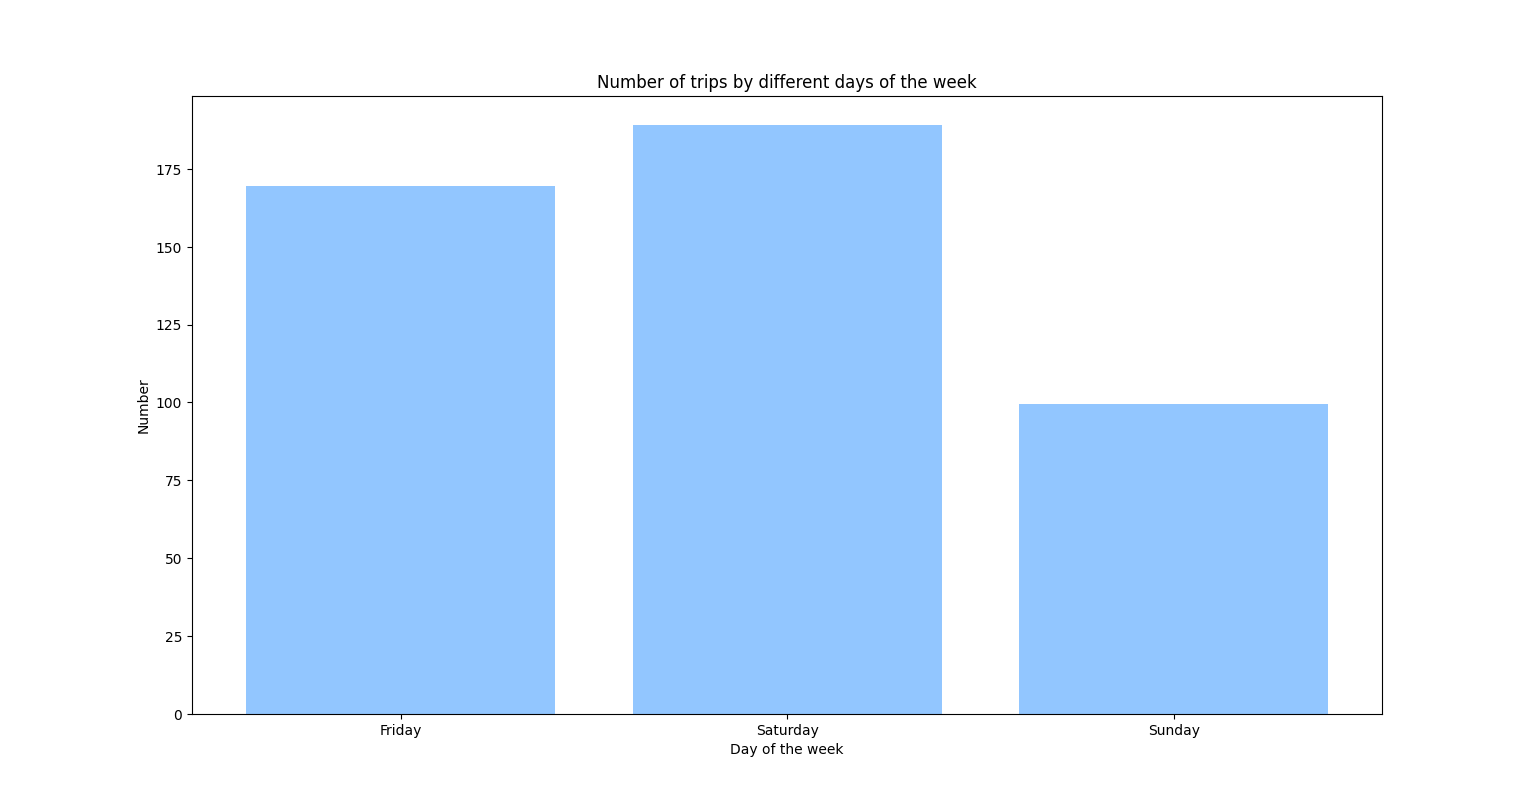 Number of trips by different days of the week
175
150
125
100
75
50
25
0
Number
Friday Saturday Sunday
Day of the week